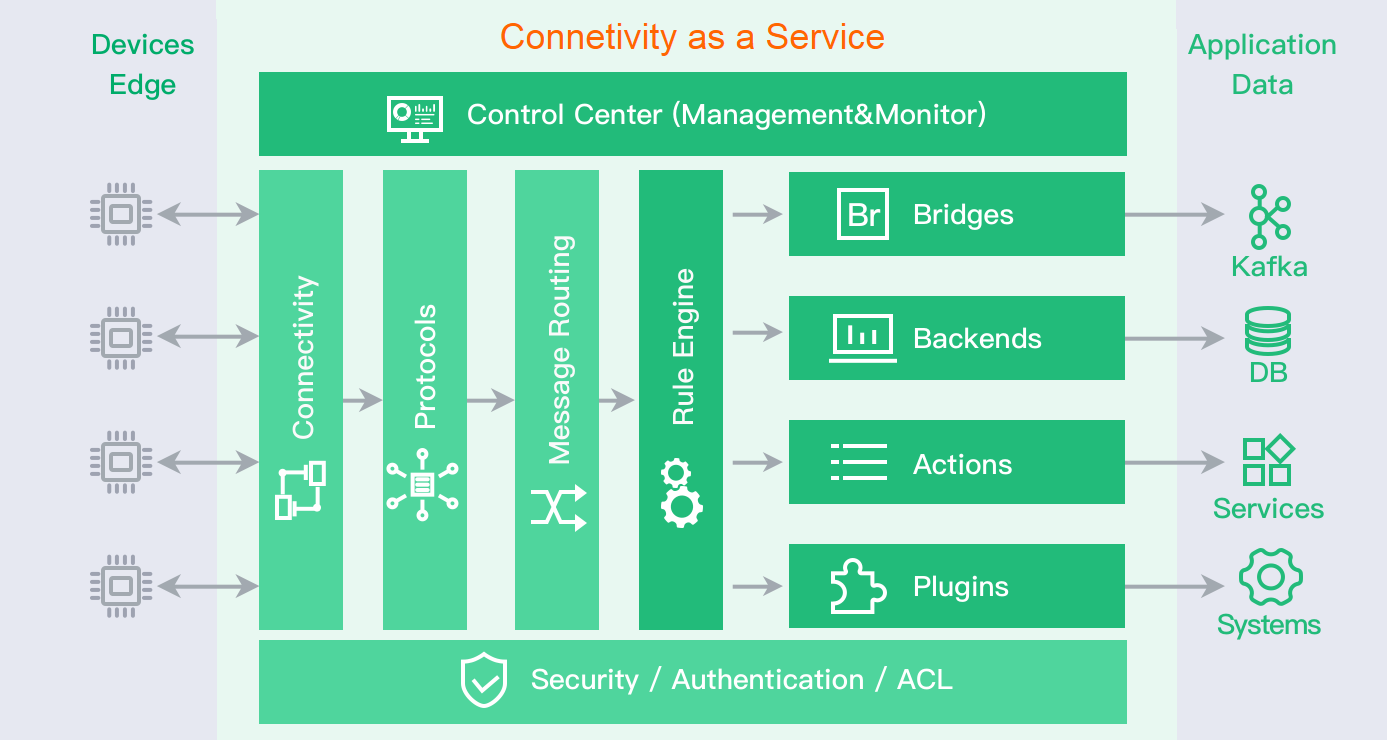 Connetivity as a Service
Devices
Edge
Application
Data
Control Center (Management&Monitor)
Connectivity
Protocols
Message Routing
Rule Engine
Br
Bridges
Backends
Actions
Plugins
Kafka
DB
Services
Systems
Security / Authentication / ACL